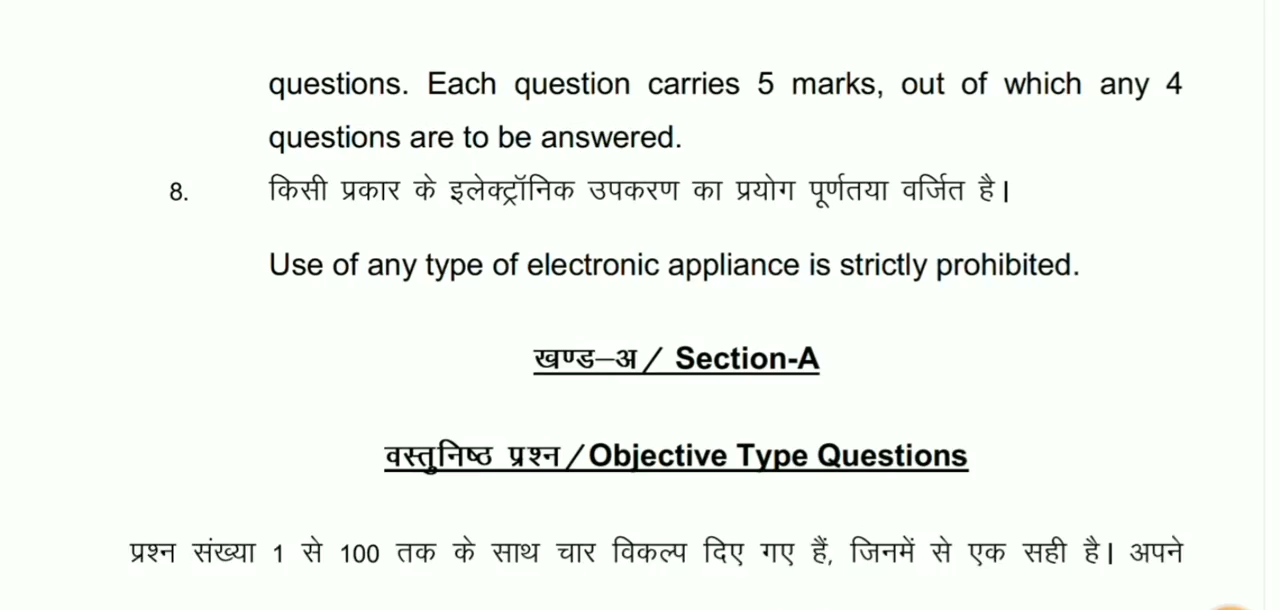 questions. Each question carries 5 marks, out of which any 4
questions are to be answered.
8. किसी प्रकार के इलेक्ट्रॉनिक उपकरण का प्रयोग पूर्णतया वर्जित है।
Use of any type of electronic appliance is strictly prohibited.
खण्ड–अ / Section-A
वस्तुनिष्ठ प्रश्न / Objective Type Questions
प्रश्न संख्या 1 से 100 तक के साथ चार विकल्प दिए गए हैं, जिनमें से एक सही है। अपने